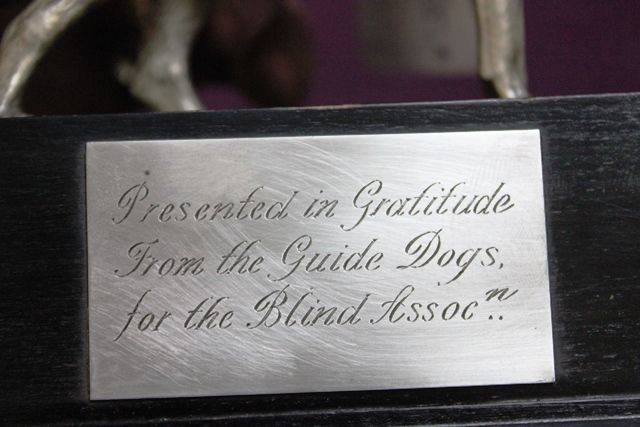 Presented in Gratitude
From the Guide Dogs,
for the Blind Assocⁿ..